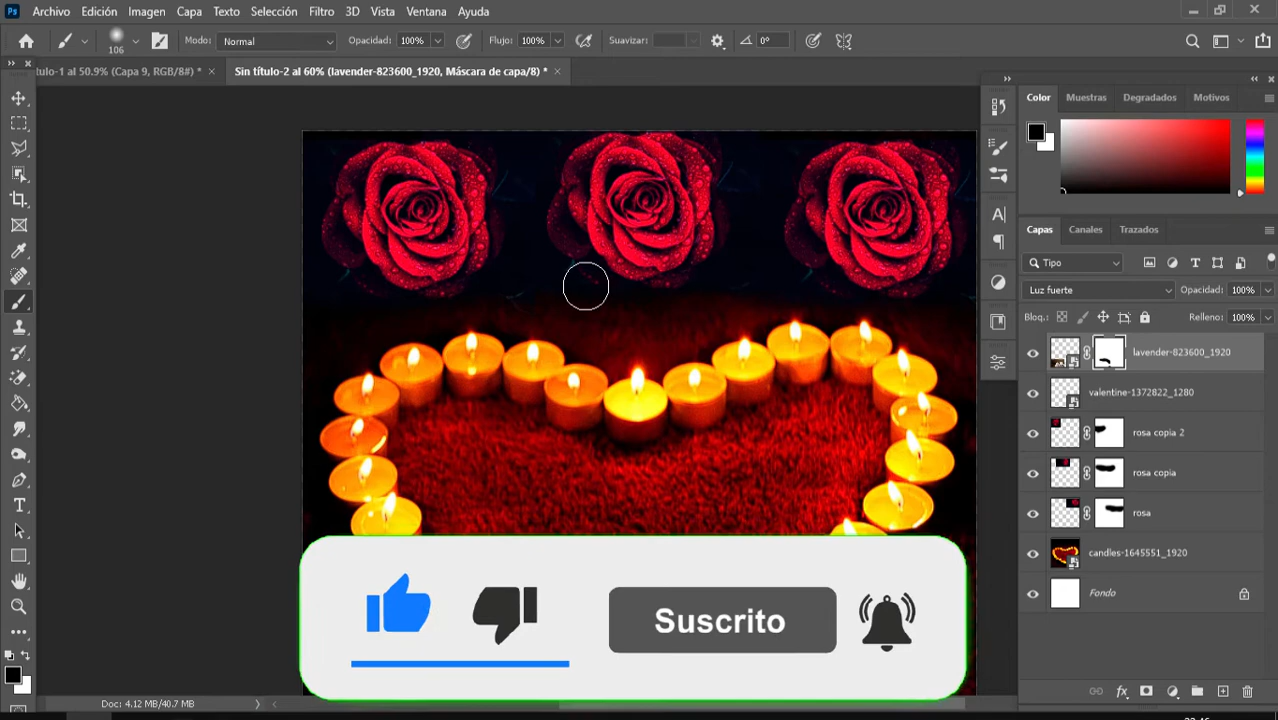 Archivo Edición Imagen Capa Texto Selección Filtro 3D Vista Ventana Ayuda
106 Modo: Normal Opacidad: 100% Flujo: 100% Suavizar: 0°
tulo-1 al 50.9% (Capa 9, RGB/8#) * × Sin título-2 al 60% (lavender-823600_1920, Máscara de capa/8) * ×
Color Muestras Degradados Motivos
Capas Canales Trazados
Tipo
Luz fuerte Opacidad: 100%
Bloq.: Relleno: 100%
lavender-823600_1920
valentine-1372822_1280
rosa copia 2
rosa copia
rosa
candles-1645551_1920
Fondo
Suscrito
Doc: 4.12 MB/40.7 MB